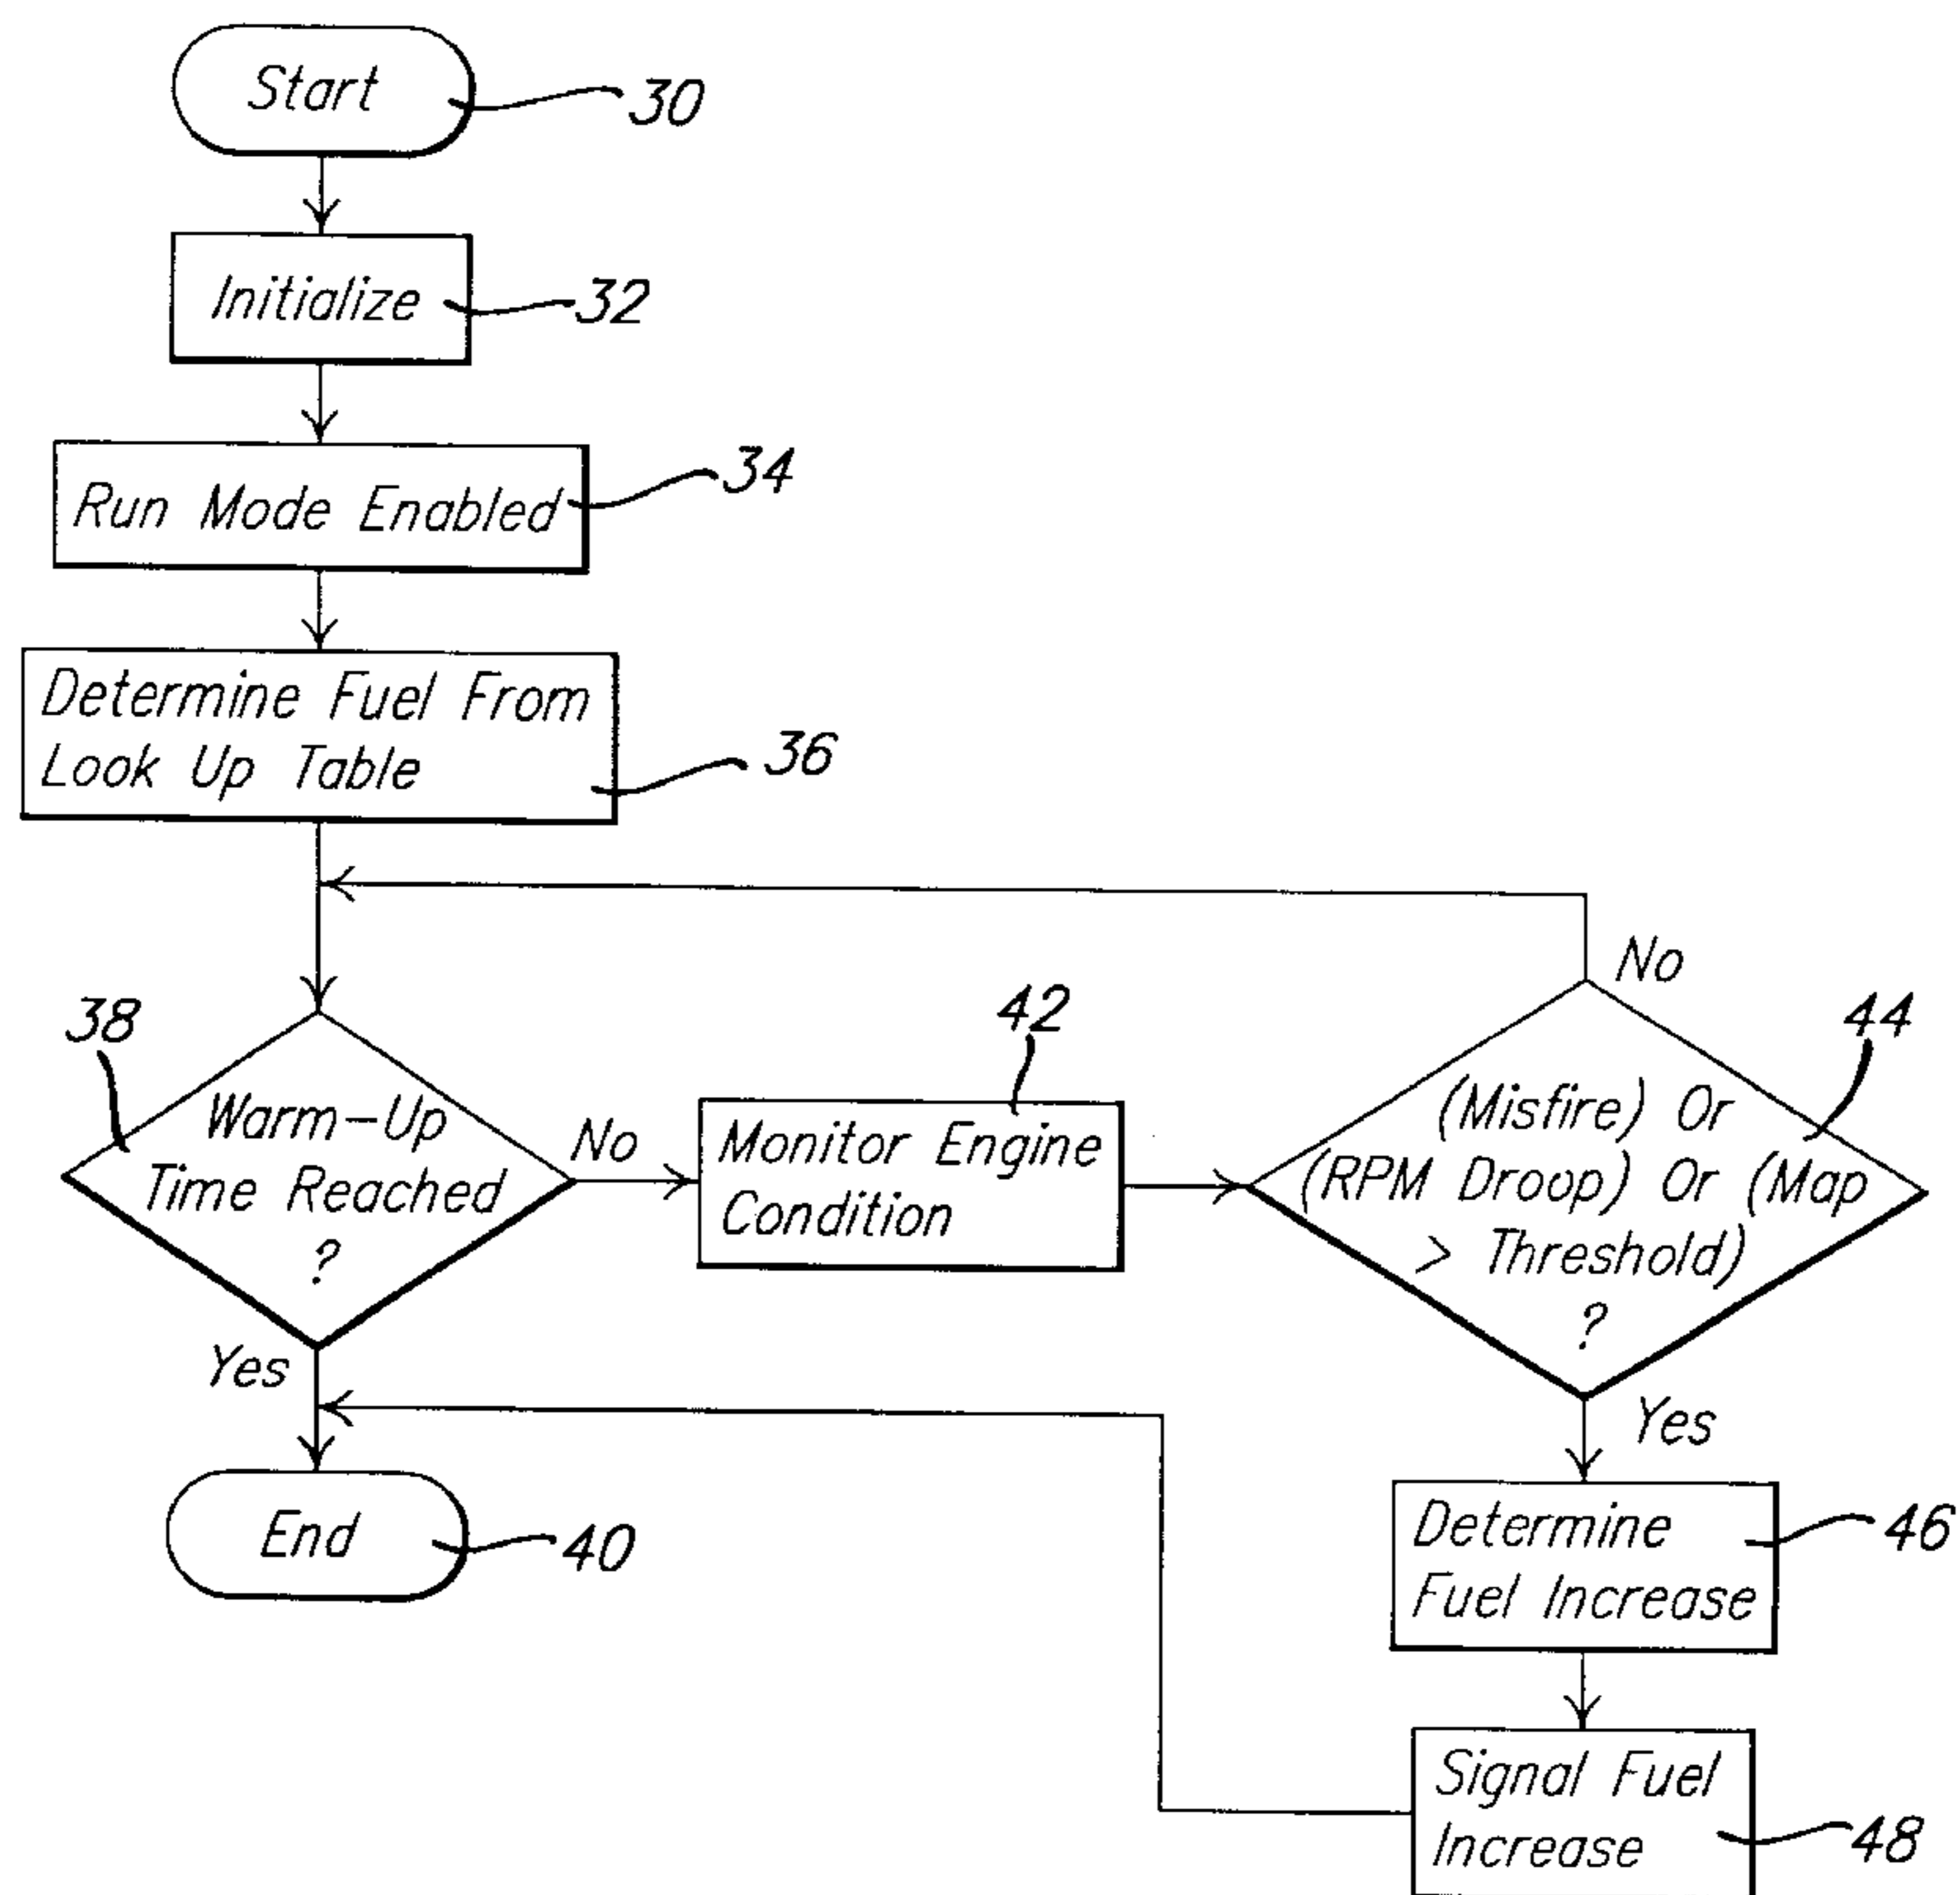 Start
30
Initialize
32
Run Mode Enabled
34
Determine Fuel From
Look Up Table
36
38
Warm-Up
Time Reached
?
No
Yes
42
Monitor Engine
Condition
No
44
(Misfire) Or
(RPM Droop) Or (Map
> Threshold)
?
Yes
End
40
Determine
Fuel Increase
46
Signal Fuel
Increase
48